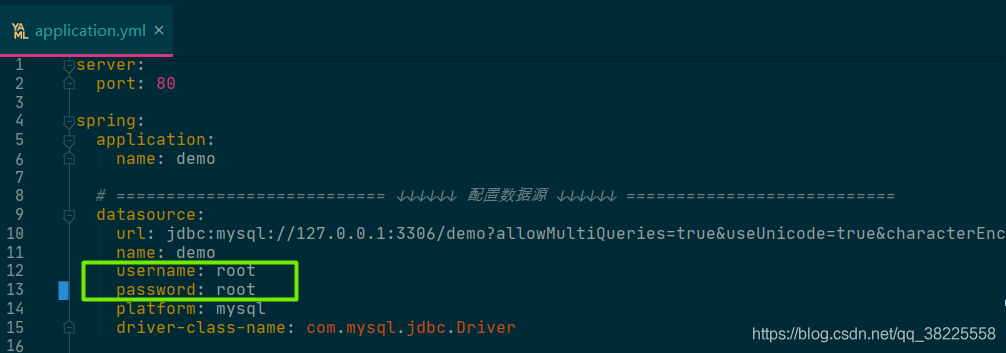 YA
ML
application.yml ×
1 server:
2 port: 80
3
4 spring:
5 application:
6 name: demo
7
8 # =========================== ↓↓↓↓↓↓ 配置数据源 ↓↓↓↓↓↓ ===========================
9 datasource:
10 url: jdbc:mysql://127.0.0.1:3306/demo?allowMultiQueries=true&useUnicode=true&characterEnc
11 name: demo
12 username: root
13 password: root
14 platform: mysql
15 driver-class-name: com.mysql.jdbc.Driver
16
https://blog.csdn.net/qq_38225558